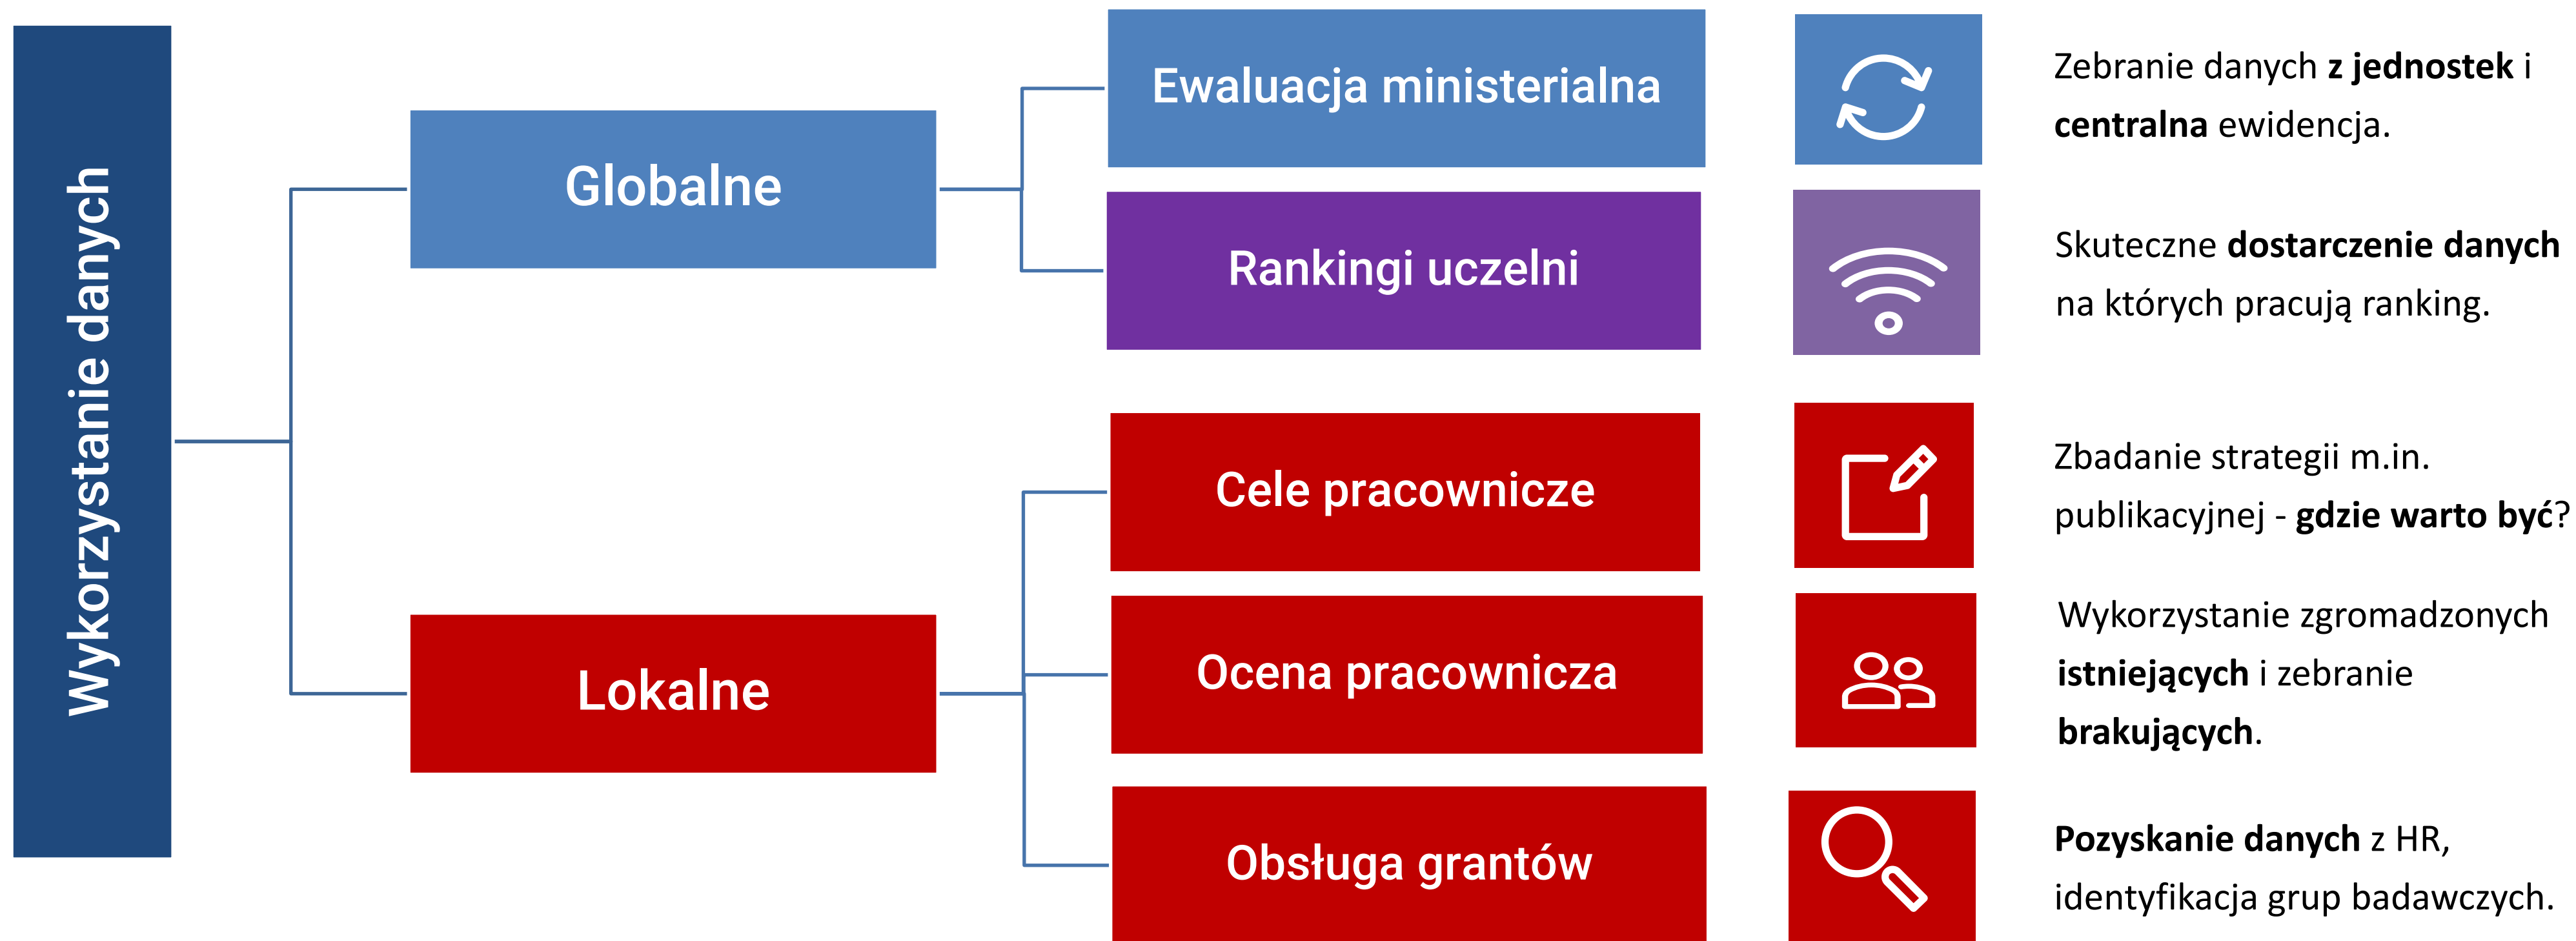 Wykorzystanie danych
Globalne
Ewaluacja ministerialna
Zebranie danych z jednostek i
centralna ewidencja.
Rankingi uczelni
Skuteczne dostarczenie danych
na których pracują ranking.
Lokalne
Cele pracownicze
Zbadanie strategii m.in.
publikacyjnej - gdzie warto być?
Ocena pracownicza
Wykorzystanie zgromadzonych
istniejących i zebranie
brakujących.
Obsługa grantów
Pozyskanie danych z HR,
identyfikacja grup badawczych.